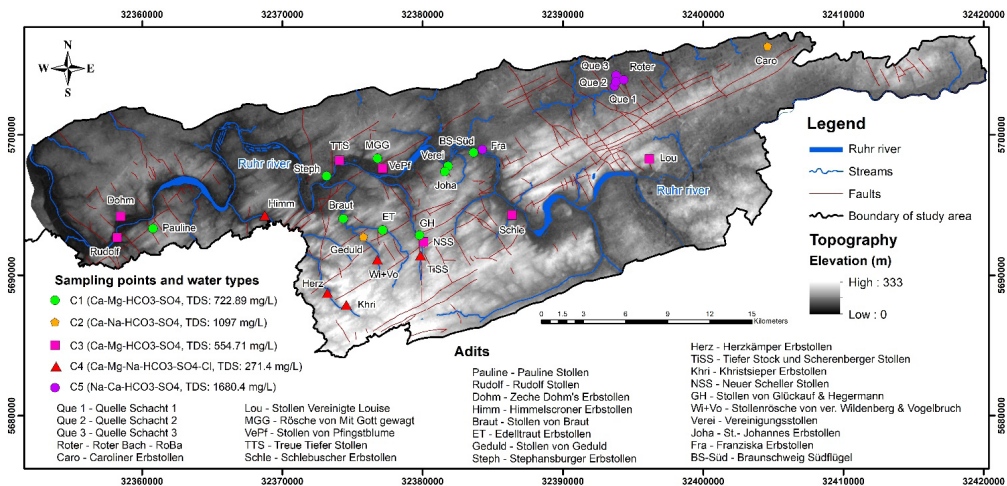 32360000 32370000 32380000 32390000 32400000 32410000 32420000
N
W E
S
Caro
Que 3 Roter
Que 2
Que 1
5700000
5700000
TTS MGG BS-Süd
Ruhr river
Verei Fra
Steph VePf Lou
Joha
Ruhr river
Dohm
Himm Braut ET GH
Pauline
Schle
Rudolf
Geduld NSS
Wi+Vo TiSS
Herz
Khri
Legend
Ruhr river
Streams
Faults
Boundary of study area
Topography
Elevation (m)
High : 333
Low : 0
5690000
5690000
Sampling points and water types
C1 (Ca-Mg-HCO3-SO4, TDS: 722.89 mg/L)
C2 (Ca-Na-HCO3-SO4, TDS: 1097 mg/L)
C3 (Ca-Mg-HCO3-SO4, TDS: 554.71 mg/L)
C4 (Ca-Mg-Na-HCO3-SO4-Cl, TDS: 271.4 mg/L)
C5 (Na-Ca-HCO3-SO4, TDS: 1680.4 mg/L)
0 1.5 3 6 9 12 15
Kilometers
Adits
Que 1 - Quelle Schacht 1
Que 2 - Quelle Schacht 2
Que 3 - Quelle Schacht 3
Roter - Roter Bach - RoBa
Caro - Caroliner Erbstollen
Lou - Stollen Vereinigte Louise
MGG - Rösche von Mit Gott gewagt
VePf - Stollen von Pfingstblume
TTS - Treue Tiefer Stollen
Schle - Schlebuscher Erbstollen
Pauline - Pauline Stollen
Rudolf - Rudolf Stollen
Dohm - Zeche Dohm's Erbstollen
Himm - Himmelscroner Erbstollen
Braut - Stollen von Braut
ET - Edelltraut Erbstollen
Geduld - Stollen von Geduld
Steph - Stephansburger Erbstollen
Herz - Herzkämper Erbstollen
TiSS - Tiefer Stock und Scherenberger Stollen
Khri - Khristsieper Erbstollen
NSS - Neuer Scheller Stollen
GH - Stollen von Glückauf & Hegermann
Wi+Vo - Stollenrösche von ver. Wildenberg & Vogelbruch
Verei - Vereinigungsstollen
Joha - St.- Johannes Erbstollen
Fra - Franziska Erbstollen
BS-Süd - Braunschweig Südflügel
5680000
5680000
32360000 32370000 32380000 32390000 32400000 32410000 32420000